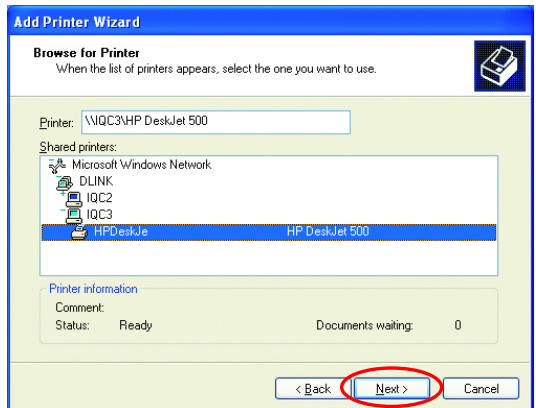 Add Printer Wizard
Browse for Printer
When the list of printers appears, select the one you want to use.
Printer: \\IQC3\HP DeskJet 500
Shared printers:
Microsoft Windows Network
DLINK
IQC2
IQC3
HPDeskJe HP DeskJet 500
Printer information
Comment:
Status: Ready Documents waiting: 0
< Back Next > Cancel